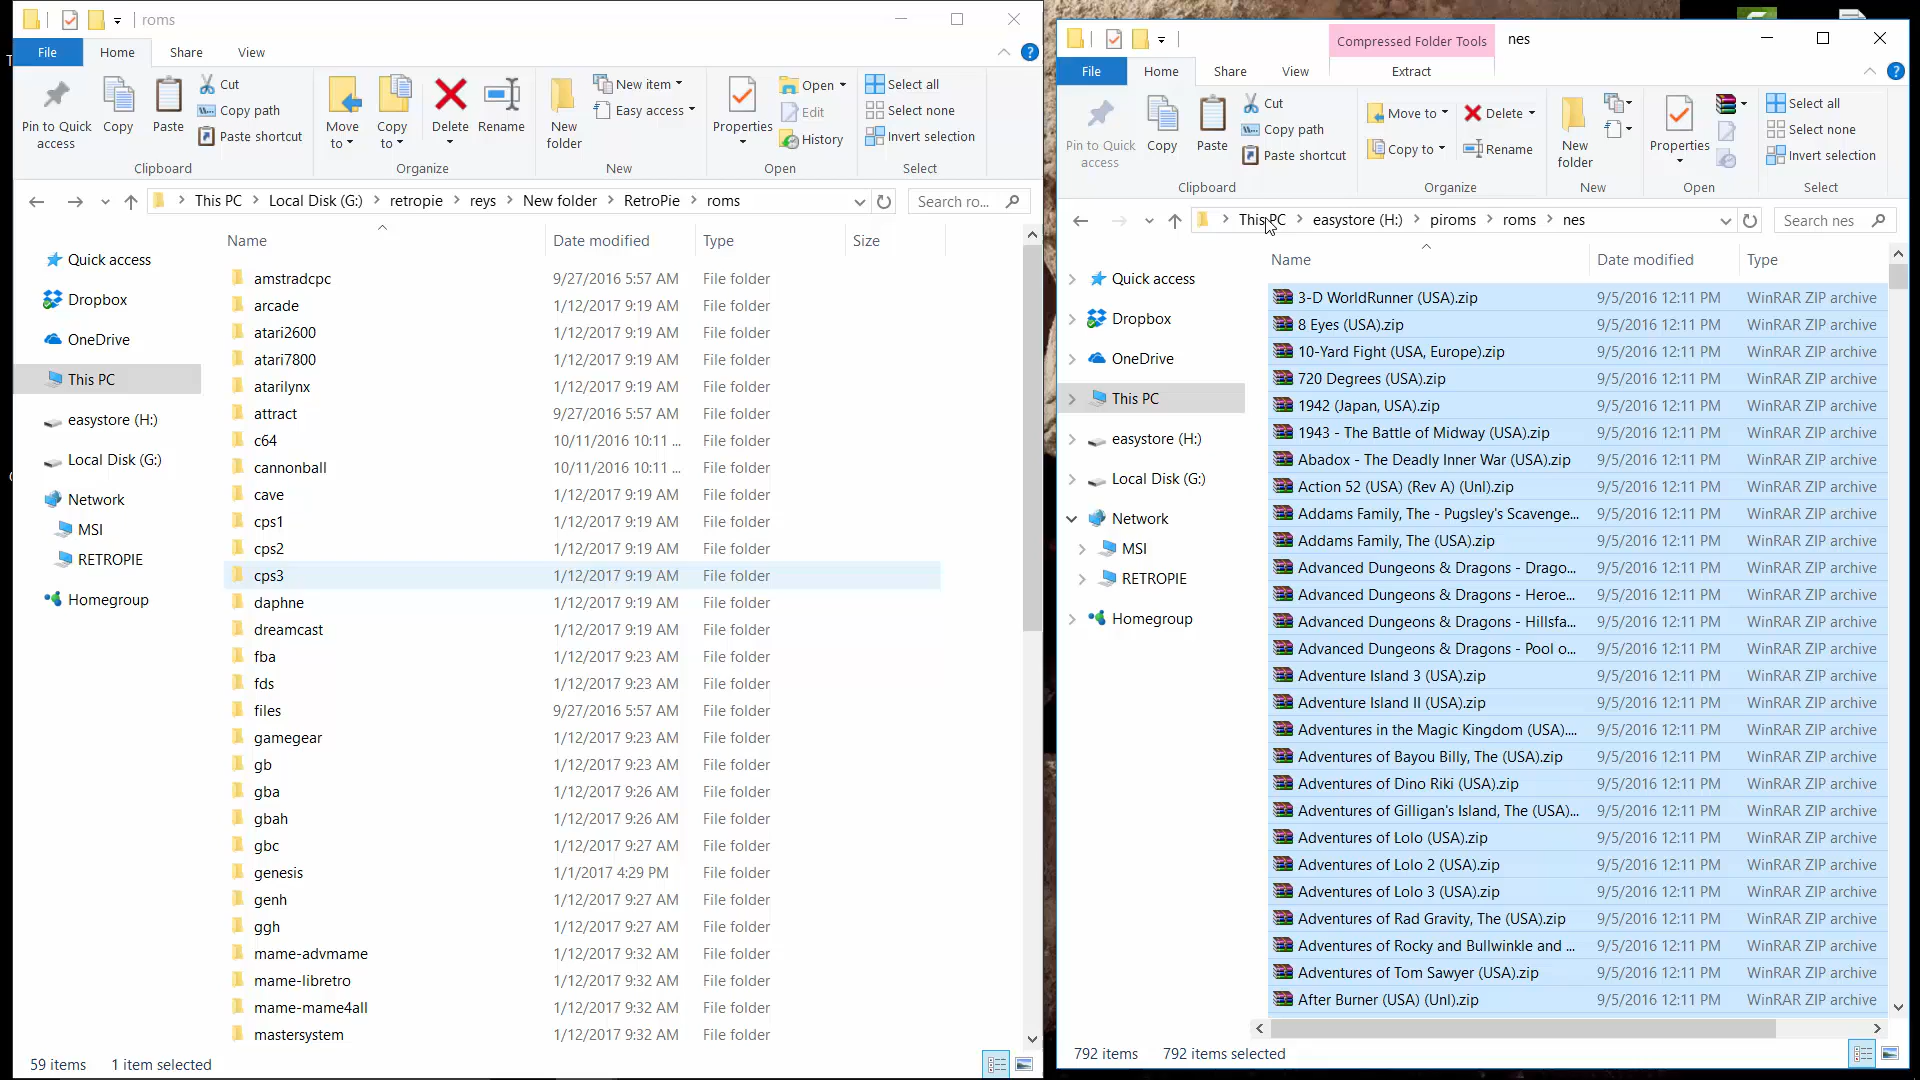 roms
File Home Share View
Cut
Copy path
Paste shortcut
Pin to Quick access
Copy
Paste
Clipboard
Move to
Copy to
Delete
Rename
Organize
New folder
New item
Easy access
New
Properties
Open
Edit
History
Open
Select all
Select none
Invert selection
Select
This PC Local Disk (G:) retropie reys New folder RetroPie roms
Search ro...
Quick access
Dropbox
OneDrive
This PC
easystore (H:)
Local Disk (G:)
Network
MSI
RETROPIE
Homegroup
Name Date modified Type Size
amstradcpc 9/27/2016 5:57 AM File folder
arcade 1/12/2017 9:19 AM File folder
atari2600 1/12/2017 9:19 AM File folder
atari7800 1/12/2017 9:19 AM File folder
atarilynx 1/12/2017 9:19 AM File folder
attract 9/27/2016 5:57 AM File folder
c64 10/11/2016 10:11 ... File folder
cannonball 10/11/2016 10:11 ... File folder
cave 1/12/2017 9:19 AM File folder
cps1 1/12/2017 9:19 AM File folder
cps2 1/12/2017 9:19 AM File folder
cps3 1/12/2017 9:19 AM File folder
daphne 1/12/2017 9:19 AM File folder
dreamcast 1/12/2017 9:19 AM File folder
fba 1/12/2017 9:23 AM File folder
fds 1/12/2017 9:23 AM File folder
files 9/27/2016 5:57 AM File folder
gamegear 1/12/2017 9:23 AM File folder
gb 1/12/2017 9:23 AM File folder
gba 1/12/2017 9:26 AM File folder
gbah 1/12/2017 9:26 AM File folder
gbc 1/12/2017 9:27 AM File folder
genesis 1/1/2017 4:29 PM File folder
genh 1/12/2017 9:27 AM File folder
ggh 1/12/2017 9:27 AM File folder
mame-advmame 1/12/2017 9:32 AM File folder
mame-libretro 1/12/2017 9:32 AM File folder
mame-mame4all 1/12/2017 9:32 AM File folder
mastersystem 1/12/2017 9:32 AM File folder
59 items 1 item selected
Compressed Folder Tools nes
File Home Share View Extract
Pin to Quick access
Copy
Paste
Cut
Copy path
Paste shortcut
Clipboard
Move to
Copy to
Delete
Rename
Organize
New folder
New
Properties
Open
Select all
Select none
Invert selection
Select
This PC easystore (H:) piroms roms nes
Search nes
Quick access
Dropbox
OneDrive
This PC
easystore (H:)
Local Disk (G:)
Network
MSI
RETROPIE
Homegroup
Name Date modified Type
3-D WorldRunner (USA).zip 9/5/2016 12:11 PM WinRAR ZIP archive
8 Eyes (USA).zip 9/5/2016 12:11 PM WinRAR ZIP archive
10-Yard Fight (USA, Europe).zip 9/5/2016 12:11 PM WinRAR ZIP archive
720 Degrees (USA).zip 9/5/2016 12:11 PM WinRAR ZIP archive
1942 (Japan, USA).zip 9/5/2016 12:11 PM WinRAR ZIP archive
1943 - The Battle of Midway (USA).zip 9/5/2016 12:11 PM WinRAR ZIP archive
Abadox - The Deadly Inner War (USA).zip 9/5/2016 12:11 PM WinRAR ZIP archive
Action 52 (USA) (Rev A) (Unl).zip 9/5/2016 12:11 PM WinRAR ZIP archive
Addams Family, The - Pugsley's Scavenge... 9/5/2016 12:11 PM WinRAR ZIP archive
Addams Family, The (USA).zip 9/5/2016 12:11 PM WinRAR ZIP archive
Advanced Dungeons & Dragons - Drago... 9/5/2016 12:11 PM WinRAR ZIP archive
Advanced Dungeons & Dragons - Heroe... 9/5/2016 12:11 PM WinRAR ZIP archive
Advanced Dungeons & Dragons - Hillsfa... 9/5/2016 12:11 PM WinRAR ZIP archive
Advanced Dungeons & Dragons - Pool o... 9/5/2016 12:11 PM WinRAR ZIP archive
Adventure Island 3 (USA).zip 9/5/2016 12:11 PM WinRAR ZIP archive
Adventure Island II (USA).zip 9/5/2016 12:11 PM WinRAR ZIP archive
Adventures in the Magic Kingdom (USA).... 9/5/2016 12:11 PM WinRAR ZIP archive
Adventures of Bayou Billy, The (USA).zip 9/5/2016 12:11 PM WinRAR ZIP archive
Adventures of Dino Riki (USA).zip 9/5/2016 12:11 PM WinRAR ZIP archive
Adventures of Gilligan's Island, The (USA)... 9/5/2016 12:11 PM WinRAR ZIP archive
Adventures of Lolo (USA).zip 9/5/2016 12:11 PM WinRAR ZIP archive
Adventures of Lolo 2 (USA).zip 9/5/2016 12:11 PM WinRAR ZIP archive
Adventures of Lolo 3 (USA).zip 9/5/2016 12:11 PM WinRAR ZIP archive
Adventures of Rad Gravity, The (USA).zip 9/5/2016 12:11 PM WinRAR ZIP archive
Adventures of Rocky and Bullwinkle and ... 9/5/2016 12:11 PM WinRAR ZIP archive
Adventures of Tom Sawyer (USA).zip 9/5/2016 12:11 PM WinRAR ZIP archive
After Burner (USA) (Unl).zip 9/5/2016 12:11 PM WinRAR ZIP archive
792 items 792 items selected